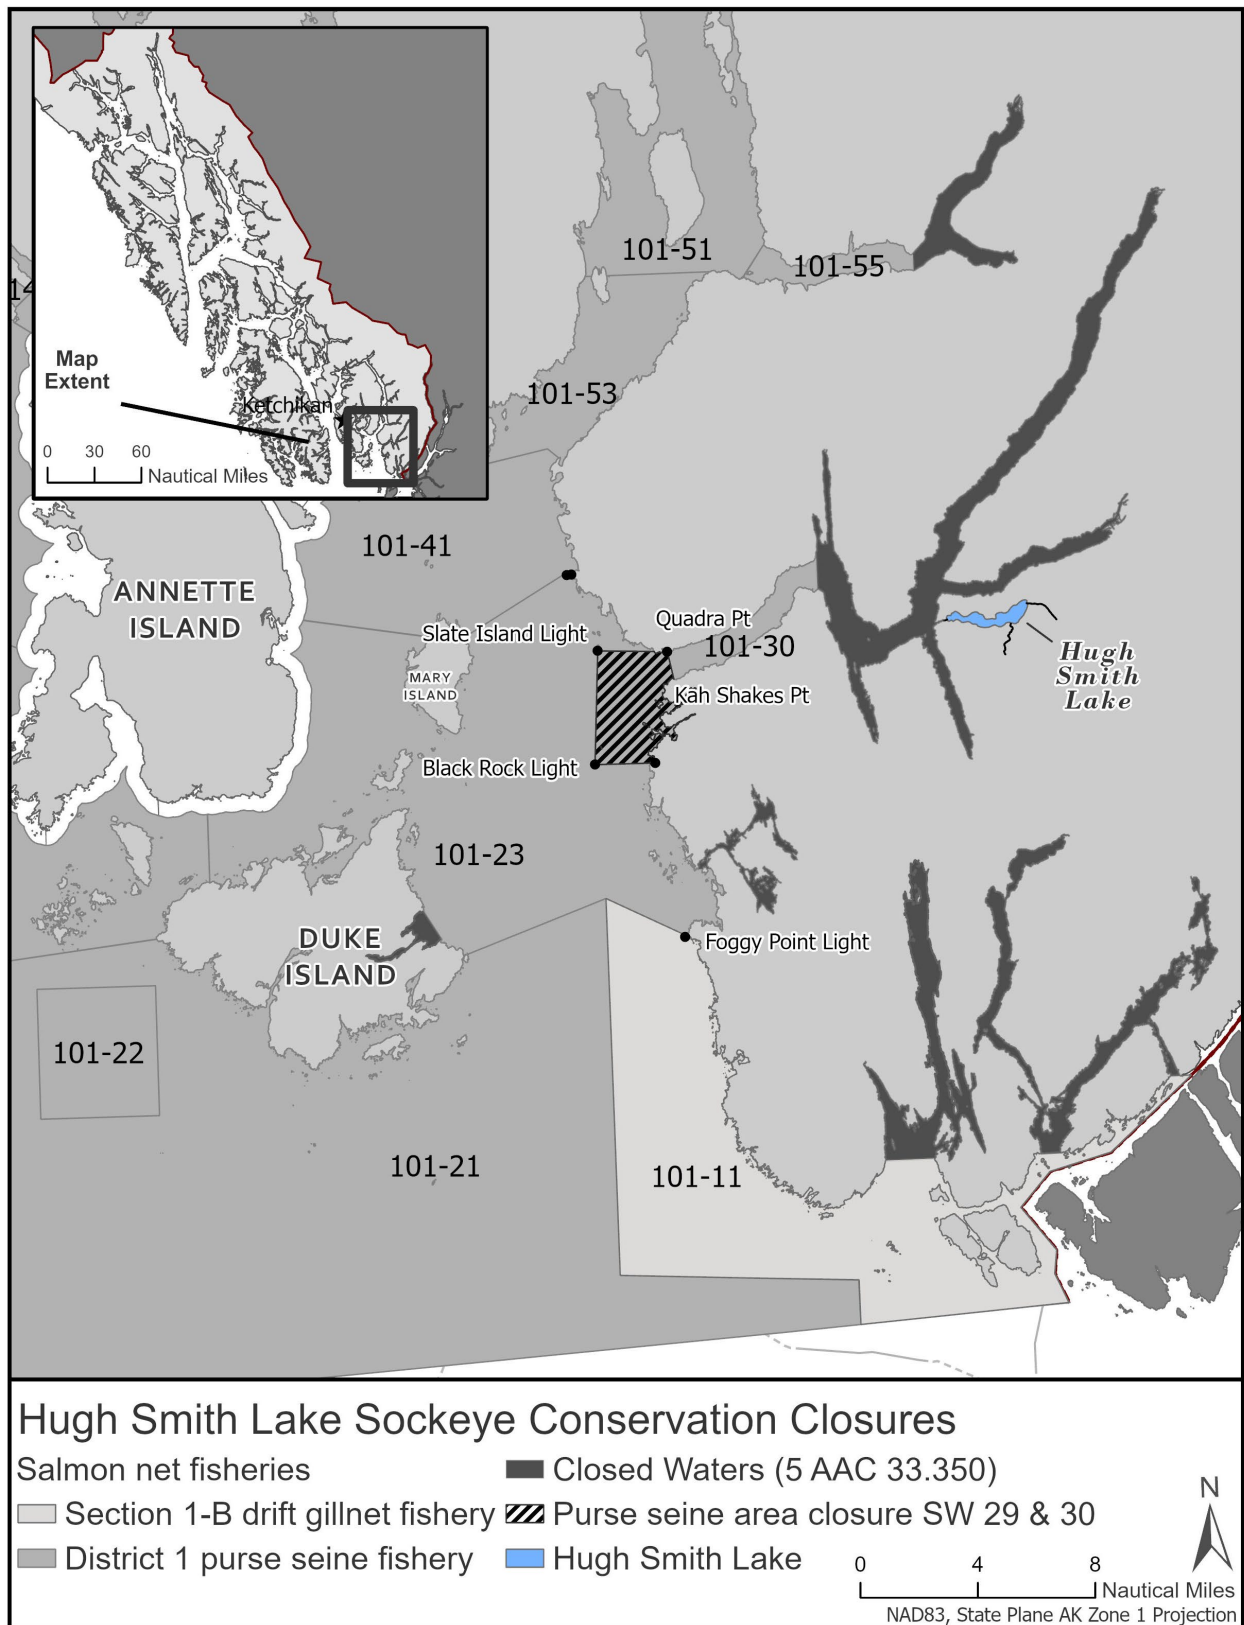 Map
Extent
Ketchikan
0 30 60
Nautical Miles
14
101-51
101-55
101-53
101-41
ANNETTE
ISLAND
Slate Island Light
Quadra Pt
101-30
Hugh
Smith
Lake
MARY
ISLAND
Käh Shakes Pt
Black Rock Light
101-23
DUKE
ISLAND
Foggy Point Light
101-22
101-21
101-11
Hugh Smith Lake Sockeye Conservation Closures
Salmon net fisheries
Section 1-B drift gillnet fishery
District 1 purse seine fishery
Closed Waters (5 AAC 33.350)
Purse seine area closure SW 29 & 30
Hugh Smith Lake
N
0 4 8
Nautical Miles
NAD83, State Plane AK Zone 1 Projection